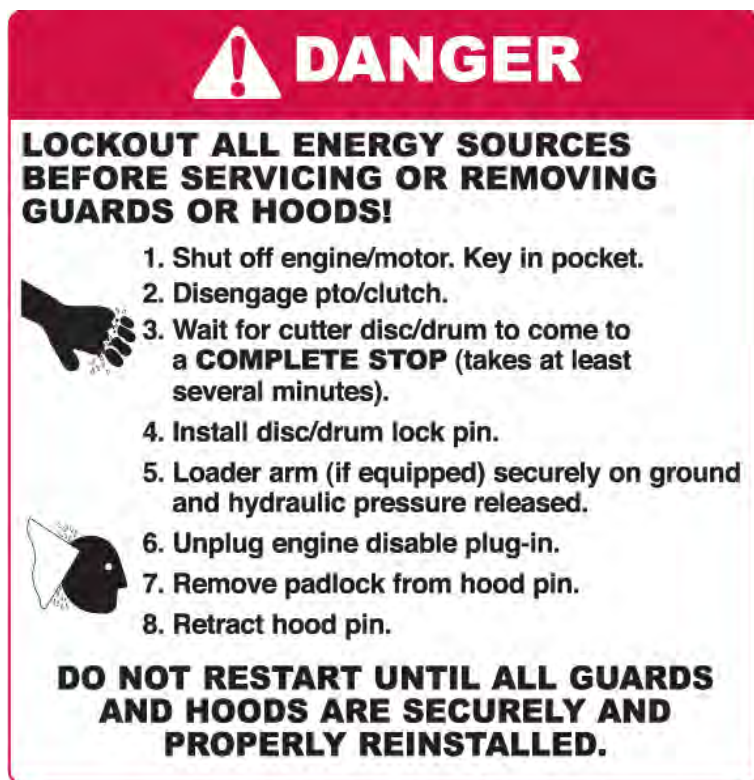 DANGER
LOCKOUT ALL ENERGY SOURCES
BEFORE SERVICING OR REMOVING
GUARDS OR HOODS!
1. Shut off engine/motor. Key in pocket.
2. Disengage pto/clutch.
3. Wait for cutter disc/drum to come to
a COMPLETE STOP (takes at least
several minutes).
4. Install disc/drum lock pin.
5. Loader arm (if equipped) securely on ground
and hydraulic pressure released.
6. Unplug engine disable plug-in.
7. Remove padlock from hood pin.
8. Retract hood pin.
DO NOT RESTART UNTIL ALL GUARDS
AND HOODS ARE SECURELY AND
PROPERLY REINSTALLED.